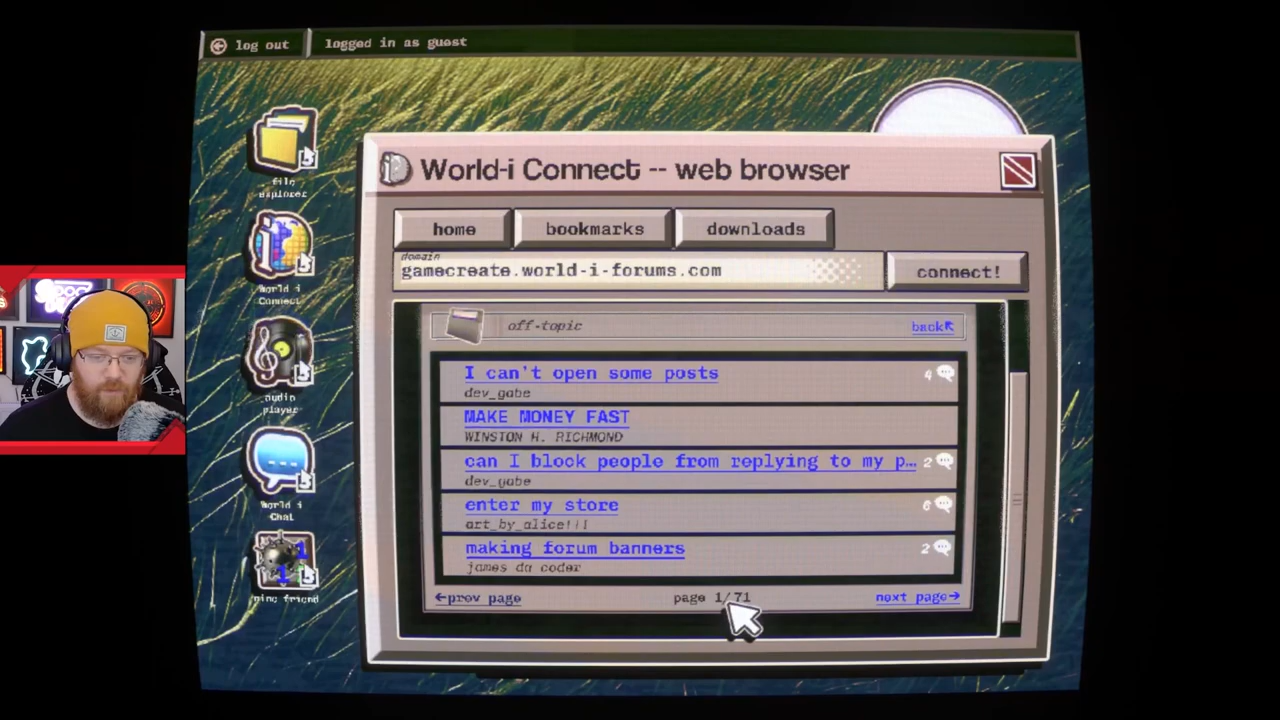 log out
logged in as guest
file
explorer
World i
Connect
audio
player
World i
Chat
mine friend
World-i Connect -- web browser
home
bookmarks
downloads
domain
gamecreate.world-i-forums.com
connect!
off-topic
back
I can't open some posts
4
dev_gabe
MAKE MONEY FAST
WINSTON H. RICHMOND
can I block people from replying to my p…
2
dev_gabe
enter my store
6
art_by_alice!!!
making forum banners
2
james da coder
←prev page
page 1/71
next page→